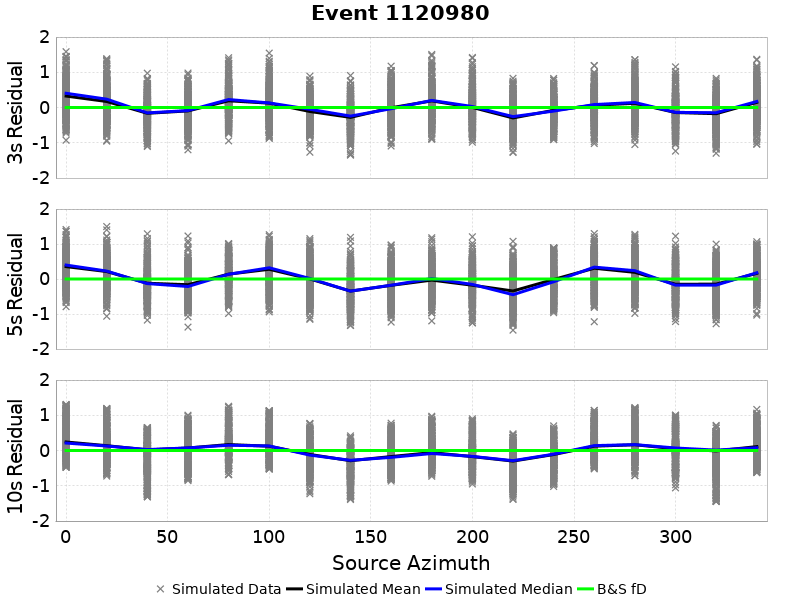 Event 1120980
3s Residual
2
1
0
-1
-2
5s Residual
2
1
0
-1
-2
10s Residual
2
1
0
-1
-2
0 50 100 150 200 250 300
Source Azimuth
Simulated Data Simulated Mean Simulated Median B&S fD